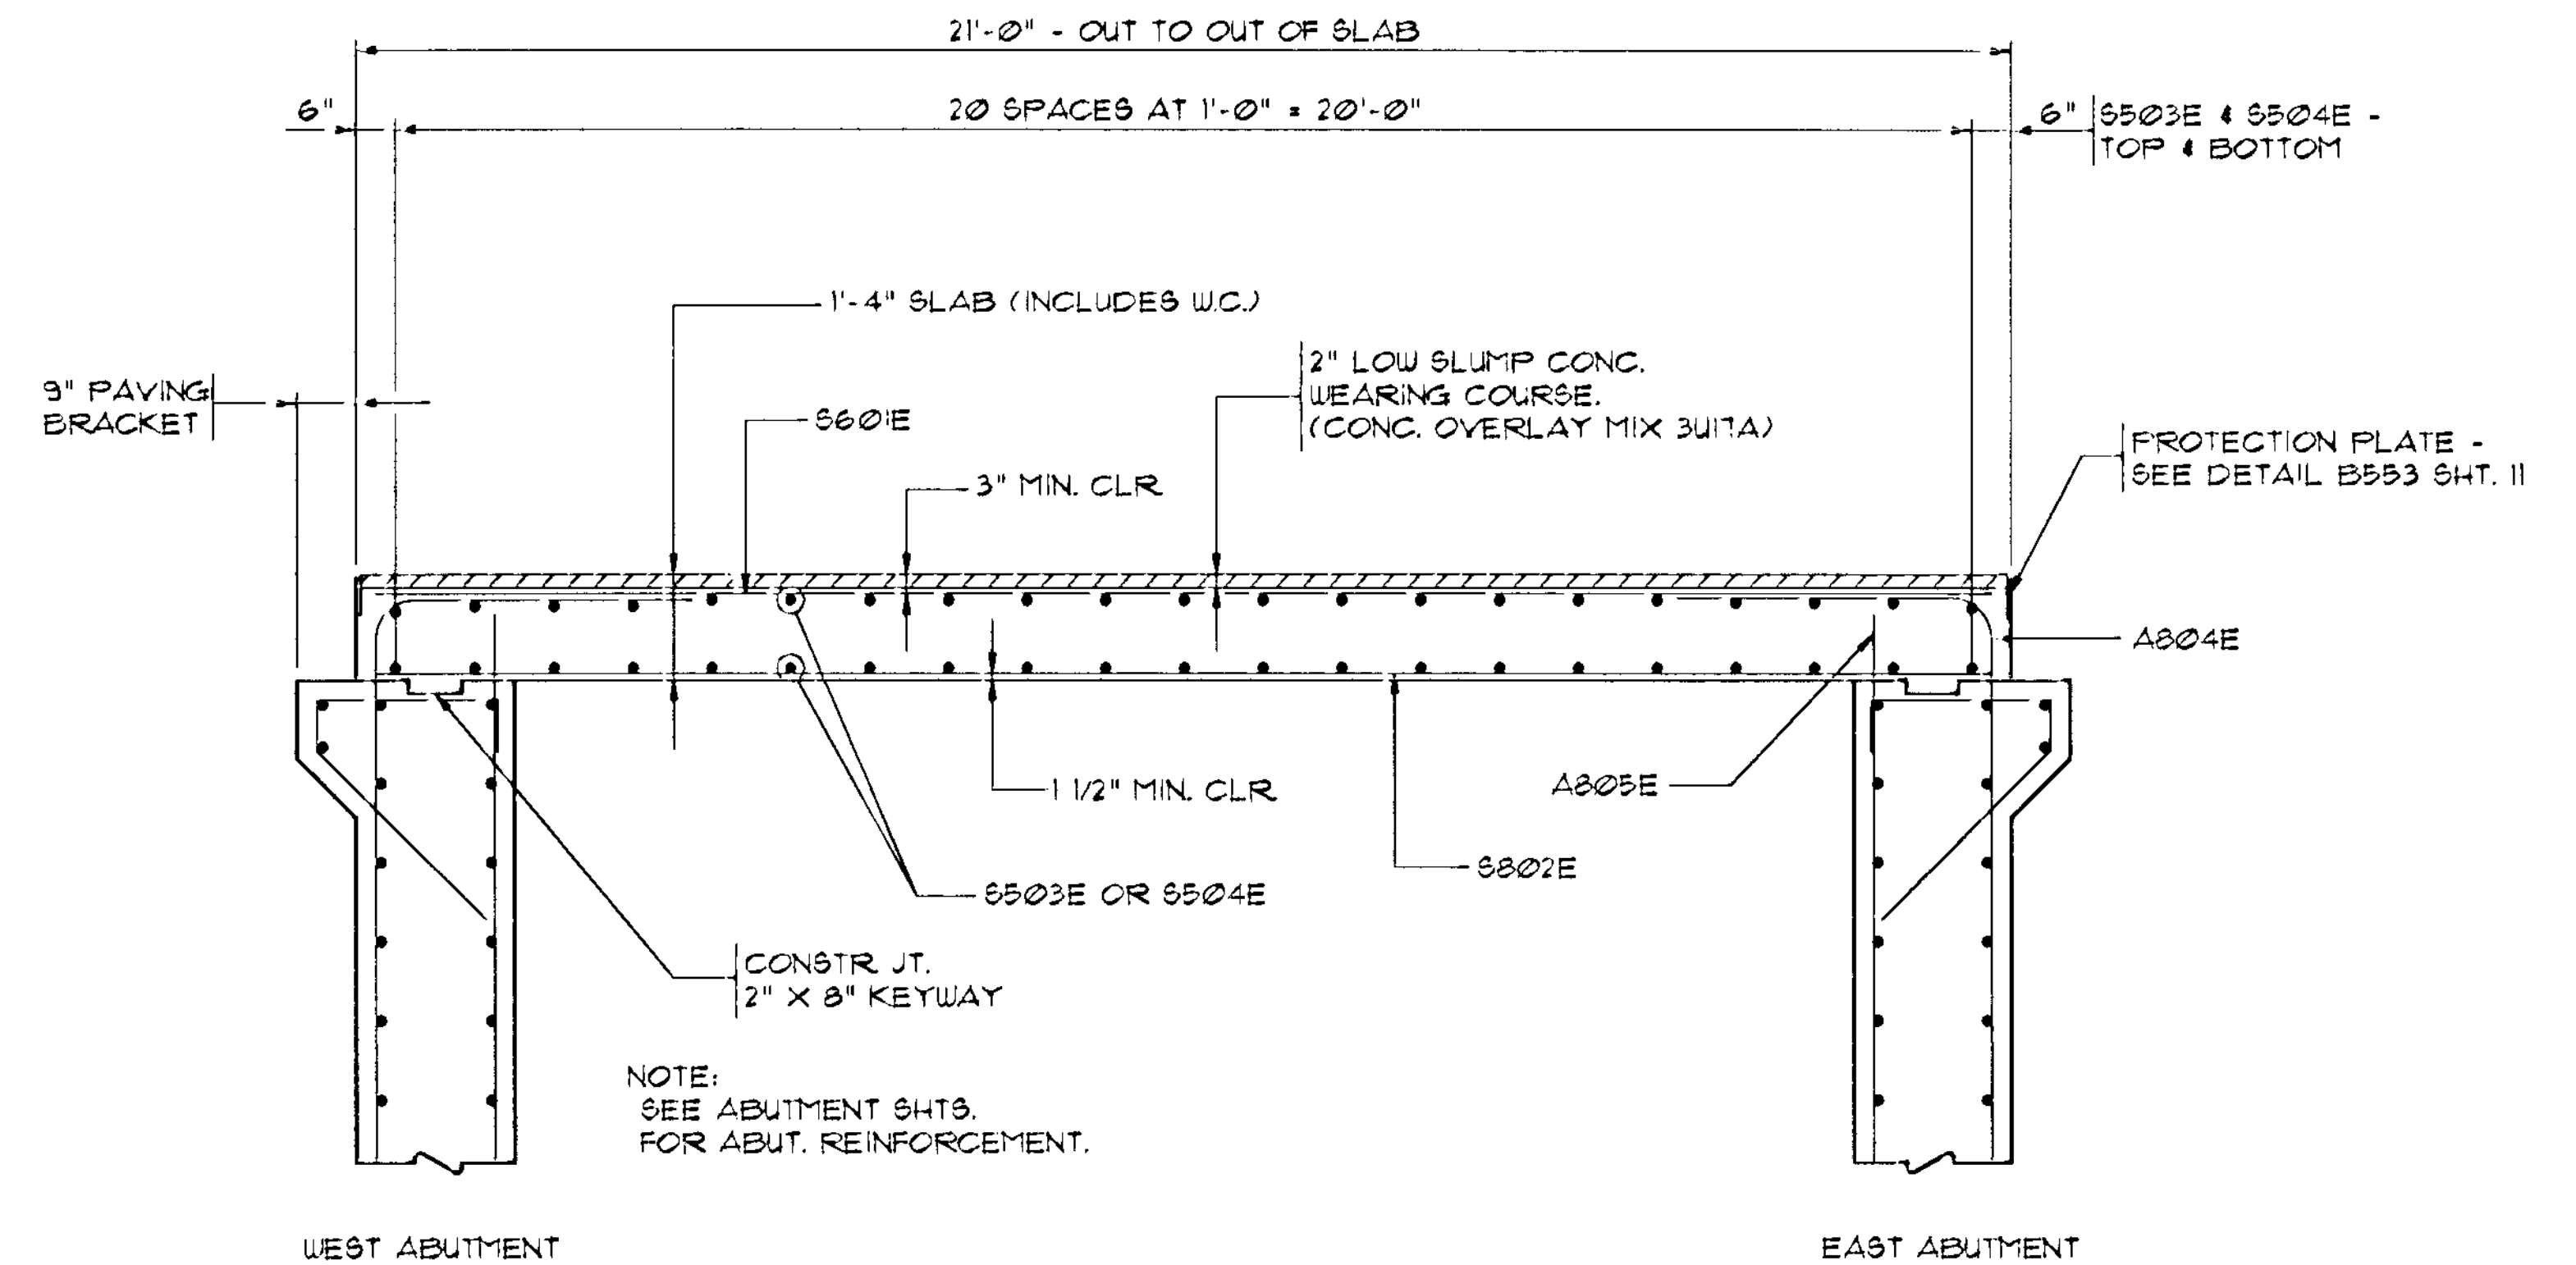 21'-0" - OUT TO OUT OF SLAB
6"
20 SPACES AT 1'-0" = 20'-0"
6"
S503E & S504E -
TOP & BOTTOM
1'-4" SLAB (INCLUDES W.C.)
2" LOW SLUMP CONC.
WEARING COURSE.
(CONC. OVERLAY MIX 3U17A)
9" PAVING
BRACKET
S601E
3" MIN. CLR
PROTECTION PLATE -
SEE DETAIL B553 SHT. 11
A804E
1 1/2" MIN. CLR
A805E
S802E
S503E OR S504E
CONSTR JT.
2" X 8" KEYWAY
NOTE:
SEE ABUTMENT SHTS.
FOR ABUT. REINFORCEMENT.
WEST ABUTMENT
EAST ABUTMENT